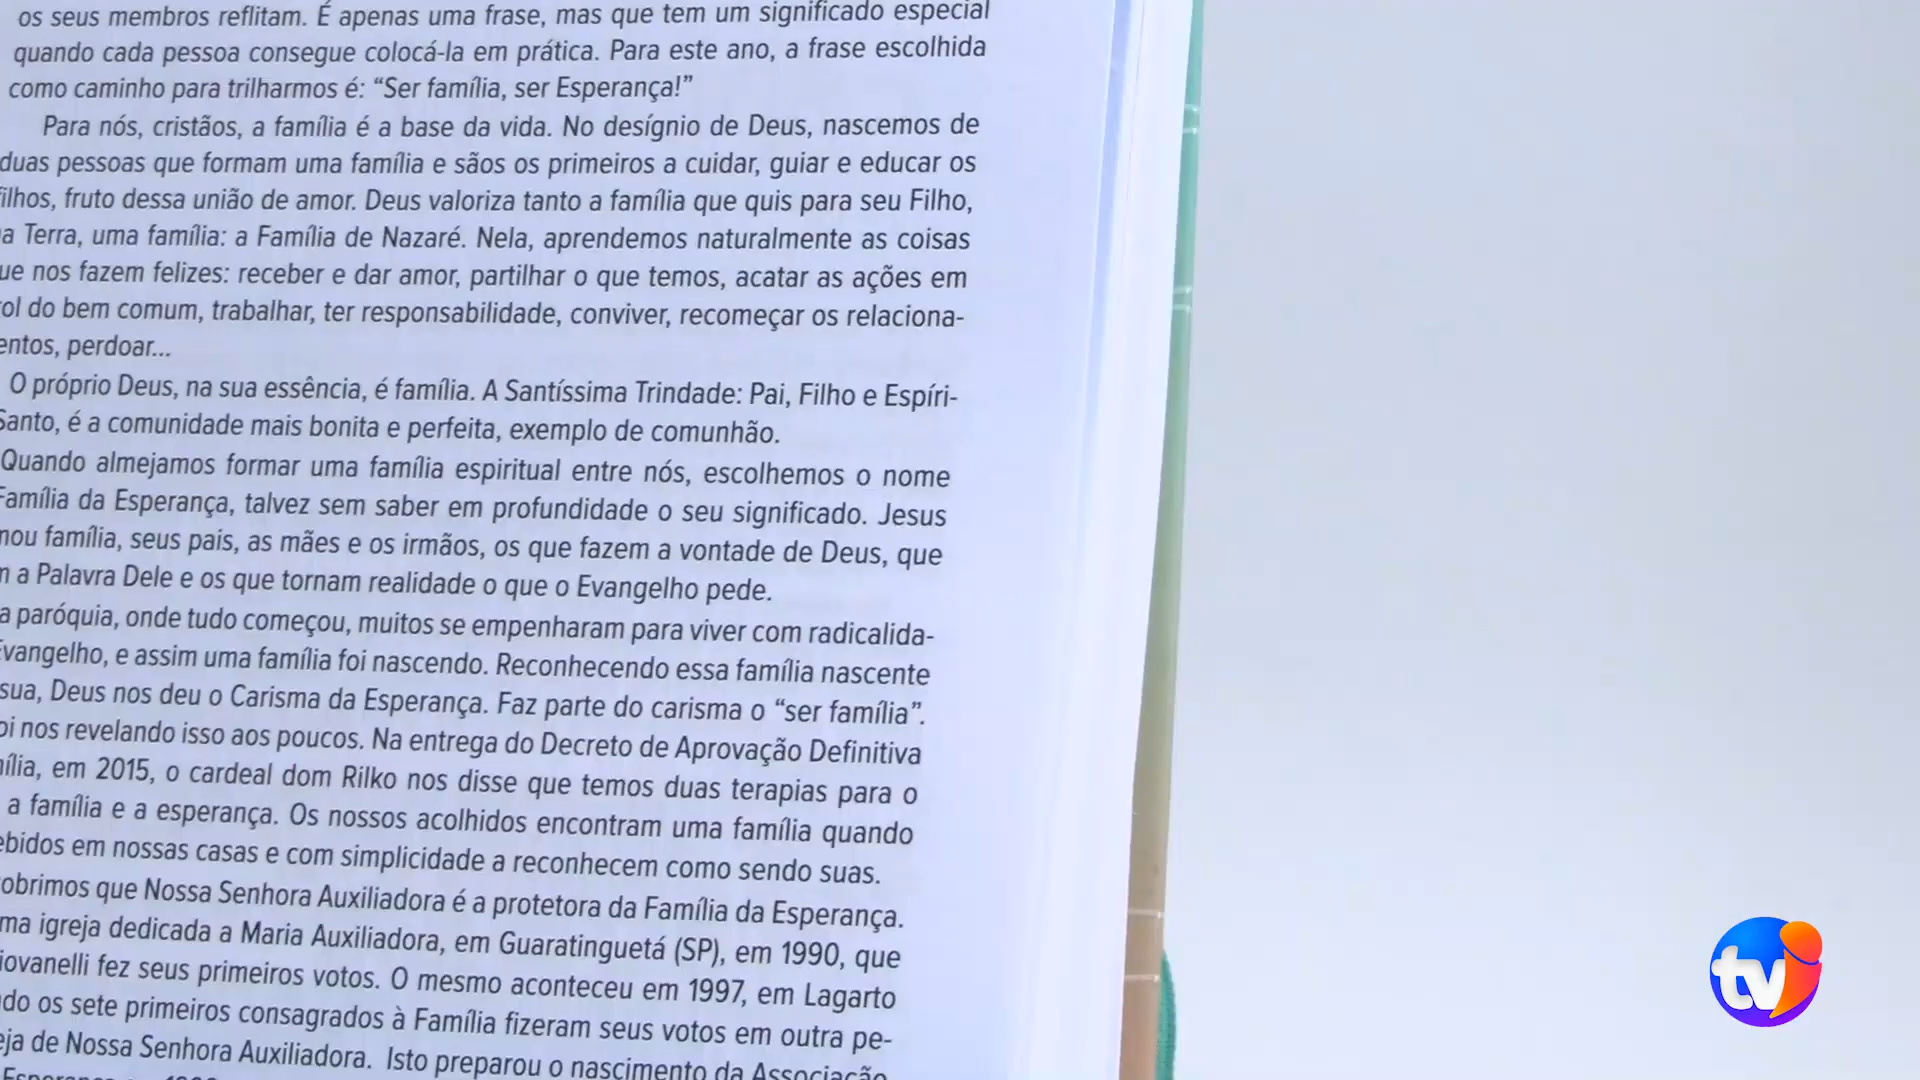 os seus membros reflitam. É apenas uma frase, mas que tem um significado especial
quando cada pessoa consegue colocá-la em prática. Para este ano, a frase escolhida
como caminho para trilharmos é: “Ser família, ser Esperança!”
Para nós, cristãos, a família é a base da vida. No desígnio de Deus, nascemos de
duas pessoas que formam uma família e sãos os primeiros a cuidar, guiar e educar os
filhos, fruto dessa união de amor. Deus valoriza tanto a família que quis para seu Filho,
a Terra, uma família: a Família de Nazaré. Nela, aprendemos naturalmente as coisas
ue nos fazem felizes: receber e dar amor, partilhar o que temos, acatar as ações em
ol do bem comum, trabalhar, ter responsabilidade, conviver, recomeçar os relaciona-
entos, perdoar...
O próprio Deus, na sua essência, é família. A Santíssima Trindade: Pai, Filho e Espíri-
Santo, é a comunidade mais bonita e perfeita, exemplo de comunhão.
Quando almejamos formar uma família espiritual entre nós, escolhemos o nome
Família da Esperança, talvez sem saber em profundidade o seu significado. Jesus
mou família, seus pais, as mães e os irmãos, os que fazem a vontade de Deus, que
m a Palavra Dele e os que tornam realidade o que o Evangelho pede.
a paróquia, onde tudo começou, muitos se empenharam para viver com radicalida-
Evangelho, e assim uma família foi nascendo. Reconhecendo essa família nascente
sua, Deus nos deu o Carisma da Esperança. Faz parte do carisma o “ser família”.
oi nos revelando isso aos poucos. Na entrega do Decreto de Aprovação Definitiva
mília, em 2015, o cardeal dom Rilko nos disse que temos duas terapias para o
a família e a esperança. Os nossos acolhidos encontram uma família quando
ebidos em nossas casas e com simplicidade a reconhecem como sendo suas.
obrimos que Nossa Senhora Auxiliadora é a protetora da Família da Esperança.
ma igreja dedicada a Maria Auxiliadora, em Guaratinguetá (SP), em 1990, que
iovanelli fez seus primeiros votos. O mesmo aconteceu em 1997, em Lagarto
do os sete primeiros consagrados à Família fizeram seus votos em outra pe-
eja de Nossa Senhora Auxiliadora. Isto preparou o nascimento da Associação
tvi